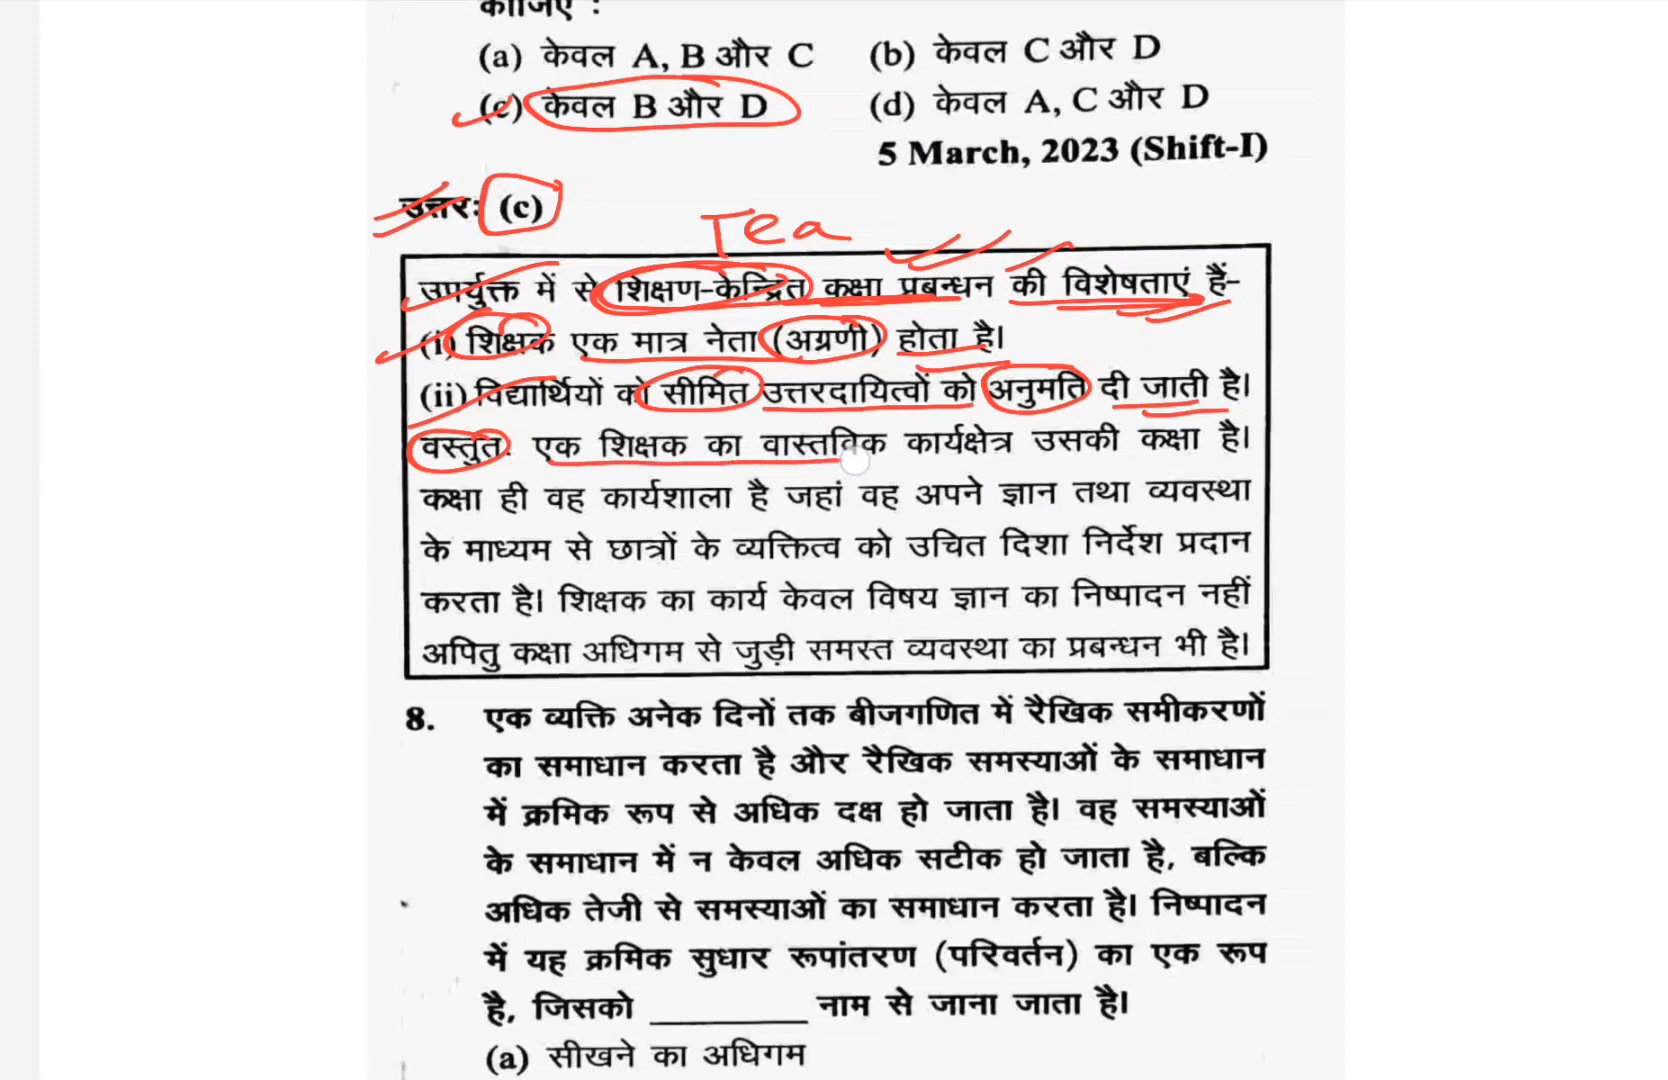 कीजिए :
(a) केवल A, B और C (b) केवल C और D
(c) केवल B और D (d) केवल A, C और D
5 March, 2023 (Shift-I)
उत्तरः (c)
Tea
उपर्युक्त में से शिक्षण-केन्द्रित कक्षा प्रबन्धन की विशेषताएं हैं-
(i) शिक्षक एक मात्र नेता (अग्रणी) होता है।
(ii) विद्यार्थियों को सीमित उत्तरदायित्वों को अनुमति दी जाती है।
वस्तुतः एक शिक्षक का वास्तविक कार्यक्षेत्र उसकी कक्षा है।
कक्षा ही वह कार्यशाला है जहां वह अपने ज्ञान तथा व्यवस्था
के माध्यम से छात्रों के व्यक्तित्व को उचित दिशा निर्देश प्रदान
करता है। शिक्षक का कार्य केवल विषय ज्ञान का निष्पादन नहीं
अपितु कक्षा अधिगम से जुड़ी समस्त व्यवस्था का प्रबन्धन भी है।
8. एक व्यक्ति अनेक दिनों तक बीजगणित में रैखिक समीकरणों
का समाधान करता है और रैखिक समस्याओं के समाधान
में क्रमिक रूप से अधिक दक्ष हो जाता है। वह समस्याओं
के समाधान में न केवल अधिक सटीक हो जाता है, बल्कि
अधिक तेजी से समस्याओं का समाधान करता है। निष्पादन
में यह क्रमिक सुधार रूपांतरण (परिवर्तन) का एक रूप
है, जिसको ________ नाम से जाना जाता है।
(a) सीखने का अधिगम